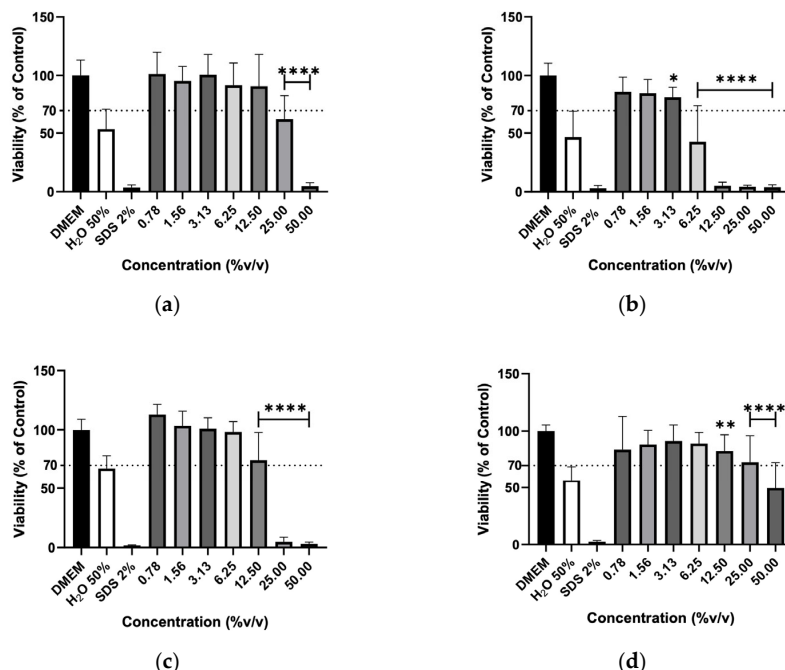 150
100
70
50
0
Viability (% of Control)
****
DMEM
H₂O 50%
SDS 2%
0.78
1.56
3.13
6.25
12.50
25.00
50.00
Concentration (%v/v)
(a)
150
100
70
50
0
Viability (% of Control)
*
****
DMEM
H₂O 50%
SDS 2%
0.78
1.56
3.13
6.25
12.50
25.00
50.00
Concentration (%v/v)
(b)
150
100
70
50
0
Viability (% of Control)
****
DMEM
H₂O 50%
SDS 2%
0.78
1.56
3.13
6.25
12.50
25.00
50.00
Concentration (%v/v)
(c)
150
100
70
50
0
Viability (% of Control)
**
****
DMEM
H₂O 50%
SDS 2%
0.78
1.56
3.13
6.25
12.50
25.00
50.00
Concentration (%v/v)
(d)